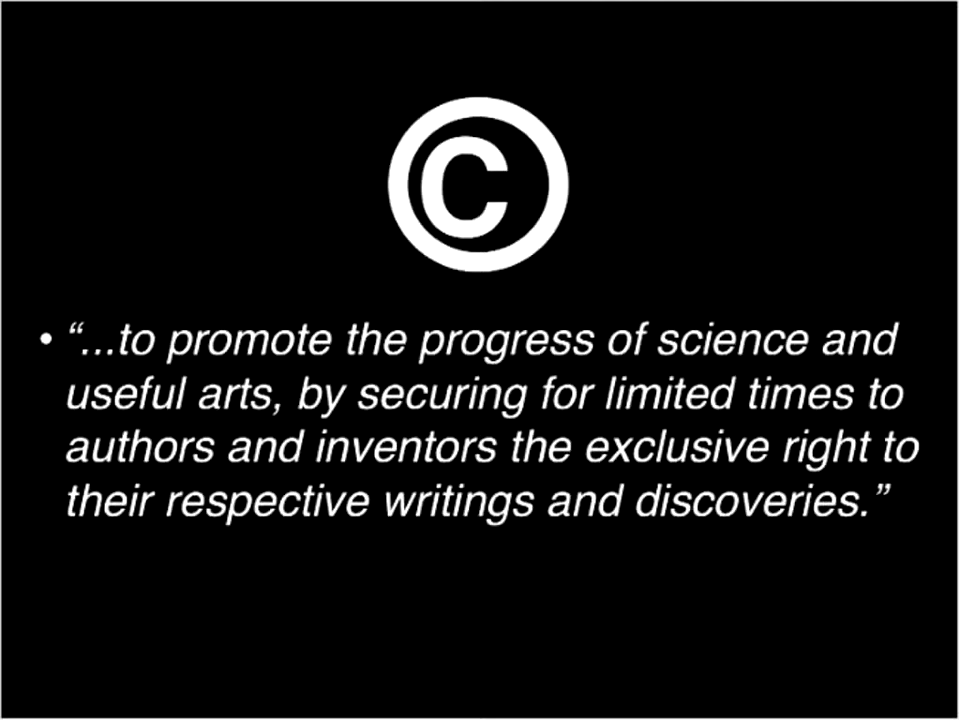 ©
• “...to promote the progress of science and
useful arts, by securing for limited times to
authors and inventors the exclusive right to
their respective writings and discoveries.”